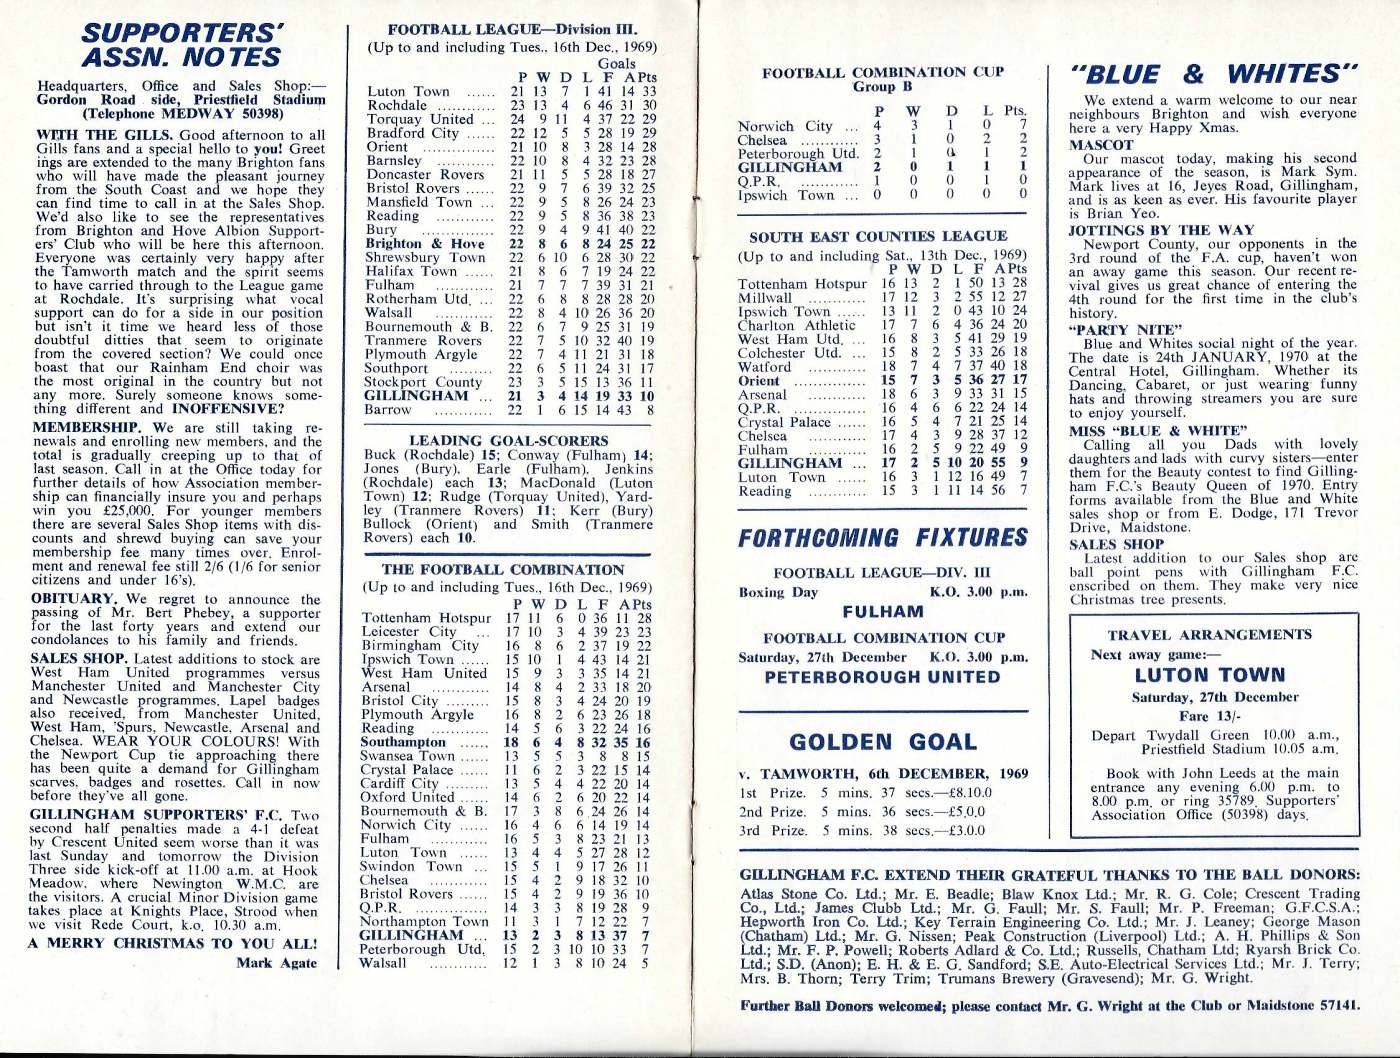 SUPPORTERS'
ASSN. NOTES
Headquarters, Office and Sales Shop:—
Gordon Road side, Priestfield Stadium
(Telephone MEDWAY 50398)
WITH THE GILLS. Good afternoon to all
Gills fans and a special hello to you! Greet
ings are extended to the many Brighton fans
who will have made the pleasant journey
from the South Coast and we hope they
can find time to call in at the Sales Shop.
We'd also like to see the representatives
from Brighton and Hove Albion Support-
ers' Club who will be here this afternoon.
Everyone was certainly very happy after
the Tamworth match and the spirit seems
to have carried through to the League game
at Rochdale. It's surprising what vocal
support can do for a side in our position
but isn't it time we heard less of those
doubtful ditties that seem to originate
from the covered section? We could once
boast that our Rainham End choir was
the most original in the country but not
any more. Surely someone knows some-
thing different and INOFFENSIVE?
MEMBERSHIP. We are still taking re-
newals and enrolling new members, and the
total is gradually creeping up to that of
last season. Call in at the Office today for
further details of how Association member-
ship can financially insure you and perhaps
win you £25,000. For younger members
there are several Sales Shop items with dis-
counts and shrewd buying can save your
membership fee many times over. Enrol-
ment and renewal fee still 2/6 (1/6 for senior
citizens and under 16's).
OBITUARY. We regret to announce the
passing of Mr. Bert Phebey, a supporter
for the last forty years and extend our
condolances to his family and friends.
SALES SHOP. Latest additions to stock are
West Ham United programmes versus
Manchester United and Manchester City
and Newcastle programmes. Lapel badges
also received, from Manchester United,
West Ham, 'Spurs, Newcastle, Arsenal and
Chelsea. WEAR YOUR COLOURS! With
the Newport Cup tie approaching there
has been quite a demand for Gillingham
scarves, badges and rosettes. Call in now
before they've all gone.
GILLINGHAM SUPPORTERS' F.C. Two
second half penalties made a 4-1 defeat
by Crescent United seem worse than it was
last Sunday and tomorrow the Division
Three side kick-off at 11.00 a.m. at Hook
Meadow, where Newington W.M.C. are
the visitors. A crucial Minor Division game
takes place at Knights Place, Strood when
we visit Rede Court, k.o. 10.30 a.m.
A MERRY CHRISTMAS TO YOU ALL!
Mark Agate
FOOTBALL LEAGUE—Division III.
(Up to and including Tues., 16th Dec., 1969)
Goals
P W D L F A Pts
Luton Town ...... 21 13 7 1 41 14 33
Rochdale ............ 23 13 4 6 46 31 30
Torquay United ... 24 9 11 4 37 22 29
Bradford City ...... 22 12 5 5 28 19 29
Orient ............... 21 10 8 3 28 14 28
Barnsley ............ 22 10 8 4 32 23 28
Doncaster Rovers 21 11 5 5 28 18 27
Bristol Rovers ...... 22 9 7 6 39 32 25
Mansfield Town ... 22 9 5 8 26 24 23
Reading ............ 22 9 5 8 36 38 23
Bury ............ 22 9 4 9 41 40 22
Brighton & Hove 22 8 6 8 24 25 22
Shrewsbury Town 22 6 10 6 28 30 22
Halifax Town ...... 21 8 6 7 19 24 22
Fulham ............ 21 7 7 7 39 31 21
Rotherham Utd. ... 22 6 8 8 28 28 20
Walsall ............ 22 8 4 10 26 36 20
Bournemouth & B. 22 6 7 9 25 31 19
Tranmere Rovers 22 7 5 10 32 40 19
Plymouth Argyle 22 7 4 11 21 31 18
Southport ......... 22 6 5 11 24 31 17
Stockport County 23 3 5 15 13 36 11
GILLINGHAM ... 21 3 4 14 19 33 10
Barrow ............ 22 1 6 15 14 43 8
LEADING GOAL-SCORERS
Buck (Rochdale) 15; Conway (Fulham) 14;
Jones (Bury), Earle (Fulham), Jenkins
(Rochdale) each 13; MacDonald (Luton
Town) 12; Rudge (Torquay United), Yard-
ley (Tranmere Rovers) 11; Kerr (Bury)
Bullock (Orient) and Smith (Tranmere
Rovers) each 10.
THE FOOTBALL COMBINATION
(Up to and including Tues., 16th Dec., 1969)
P W D L F A Pts
Tottenham Hotspur 17 11 6 0 36 11 28
Leicester City ... 17 10 3 4 39 23 23
Birmingham City 16 8 6 2 37 19 22
Ipswich Town ...... 15 10 1 4 43 14 21
West Ham United 15 9 3 3 35 14 21
Arsenal ............ 14 8 4 2 33 18 20
Bristol City ......... 15 8 3 4 24 20 19
Plymouth Argyle 16 8 2 6 23 26 18
Reading ............ 14 5 6 3 22 24 16
Southampton ...... 18 6 4 8 32 35 16
Swansea Town ...... 13 5 5 3 8 8 15
Crystal Palace ...... 11 6 2 3 22 15 14
Cardiff City ......... 13 5 4 4 22 20 14
Oxford United ...... 14 6 2 6 20 22 14
Bournemouth & B. 17 3 8 6 24 26 14
Norwich City ...... 16 4 6 6 14 19 14
Fulham ............ 16 5 3 8 23 21 13
Luton Town ...... 13 4 4 5 27 28 12
Swindon Town ... 15 5 1 9 17 26 11
Chelsea ............ 15 4 2 9 18 32 10
Bristol Rovers ...... 15 4 2 9 19 36 10
Q.P.R. ............... 14 3 3 8 19 28 9
Northampton Town 11 3 1 7 12 22 7
GILLINGHAM ... 13 2 3 8 13 37 7
Peterborough Utd. 15 2 3 10 10 33 7
Walsall ............ 12 1 3 8 10 24 5
FOOTBALL COMBINATION CUP
Group B
P W D L Pts.
Norwich City ... 4 3 1 0 7
Chelsea ............ 3 1 0 2 2
Peterborough Utd. 2 1 0 1 2
GILLINGHAM 2 0 1 1 1
Q.P.R. ............ 1 0 0 1 0
Ipswich Town ... 0 0 0 0 0
SOUTH EAST COUNTIES LEAGUE
(Up to and including Sat., 13th Dec., 1969)
P W D L F A Pts
Tottenham Hotspur 16 13 2 1 50 13 28
Millwall ............ 17 12 3 2 55 12 27
Ipswich Town ...... 13 11 2 0 43 10 24
Charlton Athletic 17 7 6 4 36 24 20
West Ham Utd. ... 16 8 3 5 41 29 19
Colchester Utd. ... 15 8 2 5 33 26 18
Watford ............ 18 7 4 7 37 40 18
Orient ............ 15 7 3 5 36 27 17
Arsenal ............ 18 6 3 9 33 31 15
Q.P.R. ............ 16 4 6 6 22 24 14
Crystal Palace ...... 16 5 4 7 21 25 14
Chelsea ............ 17 4 3 9 28 37 12
Fulham ............ 16 2 5 9 22 49 9
GILLINGHAM ... 17 2 5 10 20 55 9
Luton Town ...... 16 3 1 12 16 49 7
Reading ............ 15 3 1 11 14 56 7
FORTHCOMING FIXTURES
FOOTBALL LEAGUE—DIV. III
Boxing Day K.O. 3.00 p.m.
FULHAM
FOOTBALL COMBINATION CUP
Saturday, 27th December K.O. 3.00 p.m.
PETERBOROUGH UNITED
GOLDEN GOAL
v. TAMWORTH, 6th DECEMBER, 1969
1st Prize. 5 mins. 37 secs.—£8.10.0
2nd Prize. 5 mins. 36 secs.—£5.0.0
3rd Prize. 5 mins. 38 secs.—£3.0.0
"BLUE & WHITES"
We extend a warm welcome to our near
neighbours Brighton and wish everyone
here a very Happy Xmas.
MASCOT
Our mascot today, making his second
appearance of the season, is Mark Sym.
Mark lives at 16, Jeyes Road, Gillingham,
and is as keen as ever. His favourite player
is Brian Yeo.
JOTTINGS BY THE WAY
Newport County, our opponents in the
3rd round of the F.A. cup, haven't won
an away game this season. Our recent re-
vival gives us great chance of entering the
4th round for the first time in the club's
history.
"PARTY NITE"
Blue and Whites social night of the year.
The date is 24th JANUARY, 1970 at the
Central Hotel, Gillingham. Whether its
Dancing, Cabaret, or just wearing funny
hats and throwing streamers you are sure
to enjoy yourself.
MISS "BLUE & WHITE"
Calling all you Dads with lovely
daughters and lads with curvy sisters—enter
them for the Beauty contest to find Gilling-
ham F.C.'s Beauty Queen of 1970. Entry
forms available from the Blue and White
sales shop or from E. Dodge, 171 Trevor
Drive, Maidstone.
SALES SHOP
Latest addition to our Sales shop are
ball point pens with Gillingham F.C.
enscribed on them. They make very nice
Christmas tree presents.
TRAVEL ARRANGEMENTS
Next away game:—
LUTON TOWN
Saturday, 27th December
Fare 13/-
Depart Twydall Green 10.00 a.m.,
Priestfield Stadium 10.05 a.m.
Book with John Leeds at the main
entrance any evening 6.00 p.m. to
8.00 p.m. or ring 35789. Supporters'
Association Office (50398) days.
GILLINGHAM F.C. EXTEND THEIR GRATEFUL THANKS TO THE BALL DONORS:
Atlas Stone Co. Ltd.; Mr. E. Beadle; Blaw Knox Ltd.; Mr. R. G. Cole; Crescent Trading
Co., Ltd.; James Clubb Ltd.; Mr. G. Faull; Mr. S. Faull; Mr. P. Freeman; G.F.C.S.A.;
Hepworth Iron Co. Ltd.; Key Terrain Engineering Co. Ltd.; Mr. J. Leaney; George Mason
(Chatham) Ltd.; Mr. G. Nissen; Peak Construction (Liverpool) Ltd.; A. H. Phillips & Son
Ltd.; Mr. F. P. Powell; Roberts Adlard & Co. Ltd.; Russells, Chatham Ltd; Ryarsh Brick Co.
Ltd.; S.D. (Anon); E. H. & E. G. Sandford; S.E. Auto-Electrical Services Ltd.; Mr. J. Terry;
Mrs. B. Thorn; Terry Trim; Trumans Brewery (Gravesend); Mr. G. Wright.
Further Ball Donors welcomed; please contact Mr. G. Wright at the Club or Maidstone 57141.